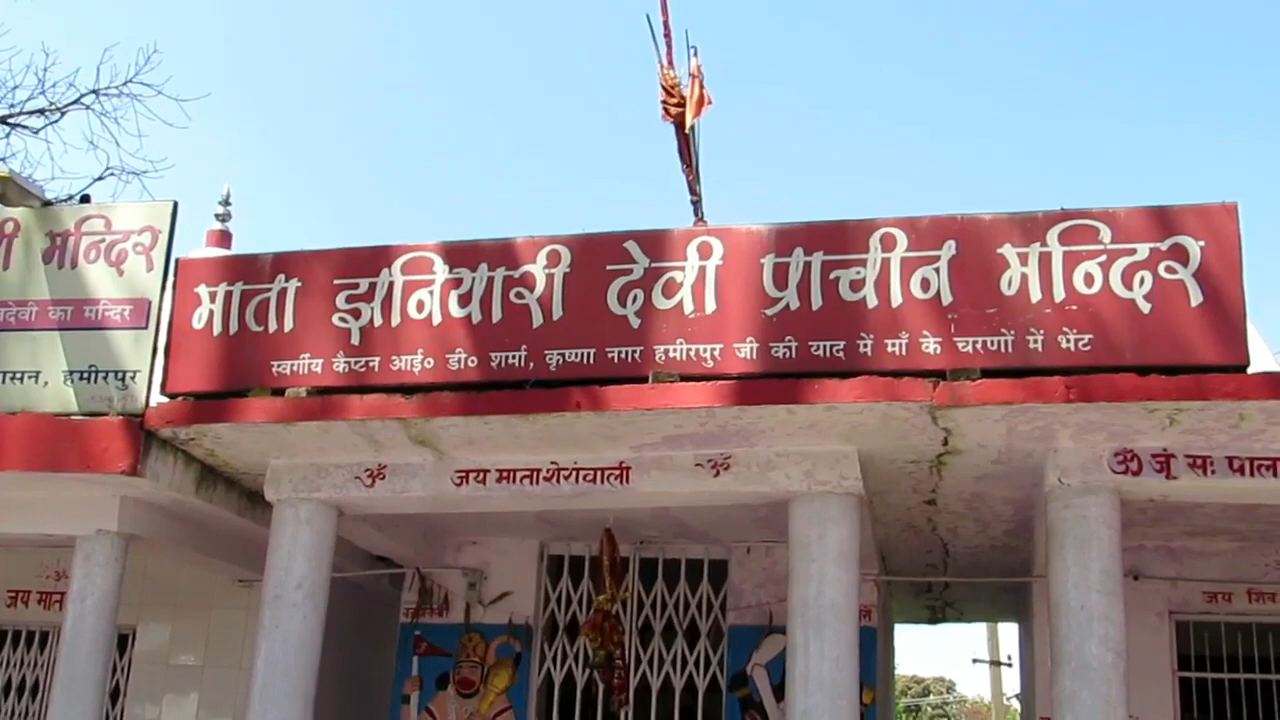 मन्दिर
माता झनियारी देवी प्राचीन मन्दिर
देवी का मन्दिर
स्वर्गीय कैप्टन आई० डी० शर्मा, कृष्णा नगर हमीरपुर जी की याद में माँ के चरणों में भेंट
हमीरपुर
ॐ जय माता शेरांवाली ॐ
ॐ जूं सः पाल
ॐ
जय मात
जय शिव